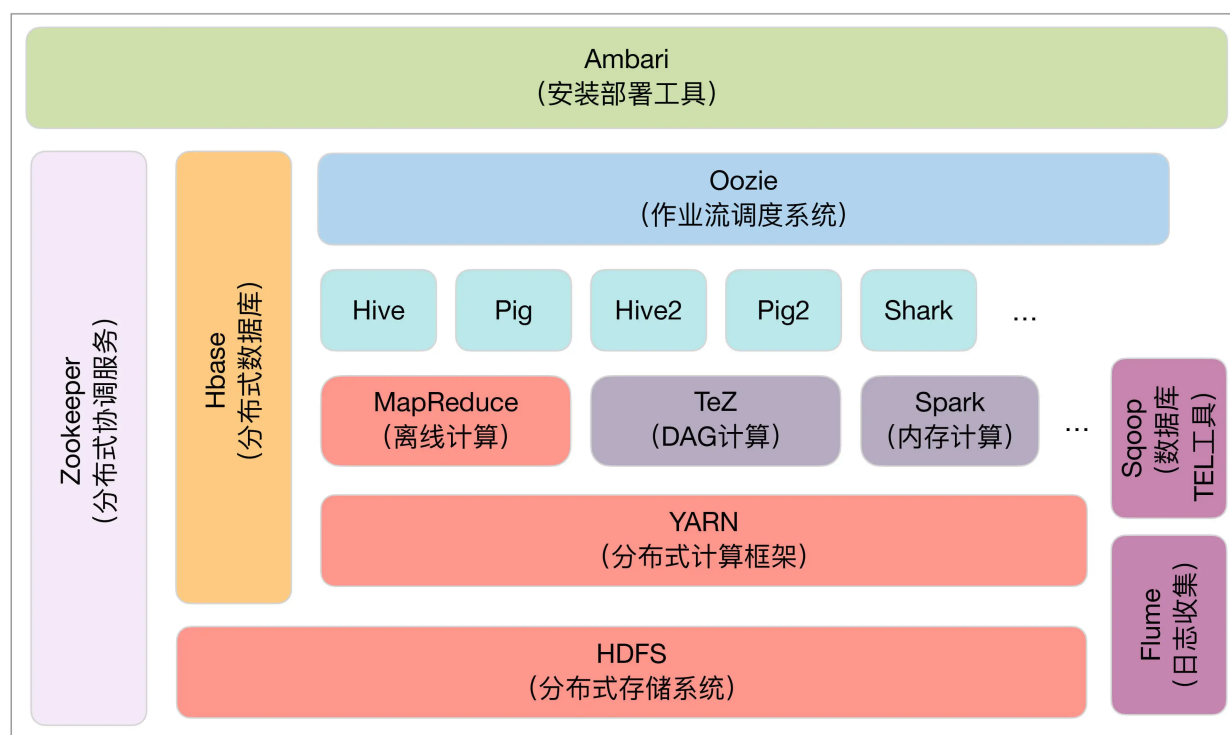 Ambari
（安装部署工具）
Zookeeper
（分布式协调服务）
Hbase
（分布式数据库）
Oozie
（作业流调度系统）
Hive
Pig
Hive2
Pig2
Shark
...
MapReduce
（离线计算）
TeZ
（DAG计算）
Spark
（内存计算）
...
Sqoop
（数据库
TEL工具）
YARN
（分布式计算框架）
Flume
（日志收集）
HDFS
（分布式存储系统）